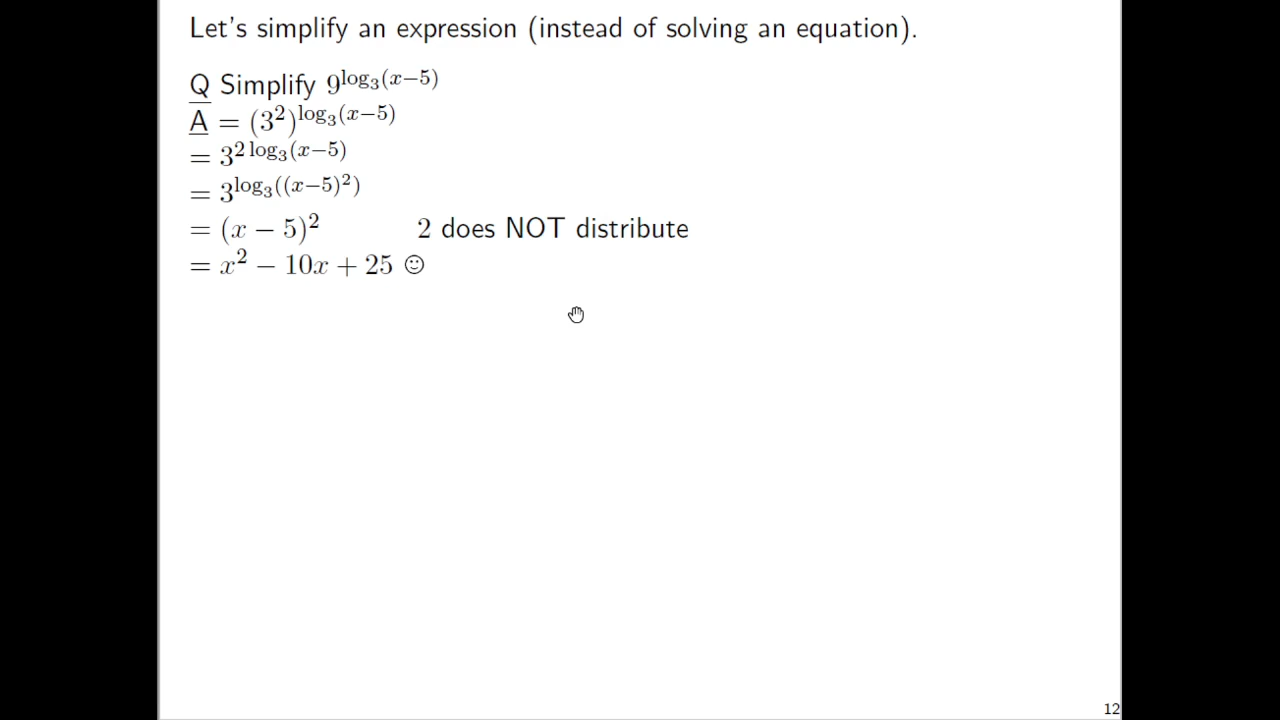 Let's simplify an expression (instead of solving an equation).
Q Simplify $9^{\log_3(x-5)}$
A $= (3^2)^{\log_3(x-5)}$
$= 3^{2\log_3(x-5)}$
$= 3^{\log_3((x-5)^2)}$
$= (x-5)^2$ 2 does NOT distribute
$= x^2 - 10x + 25$ ☺
12